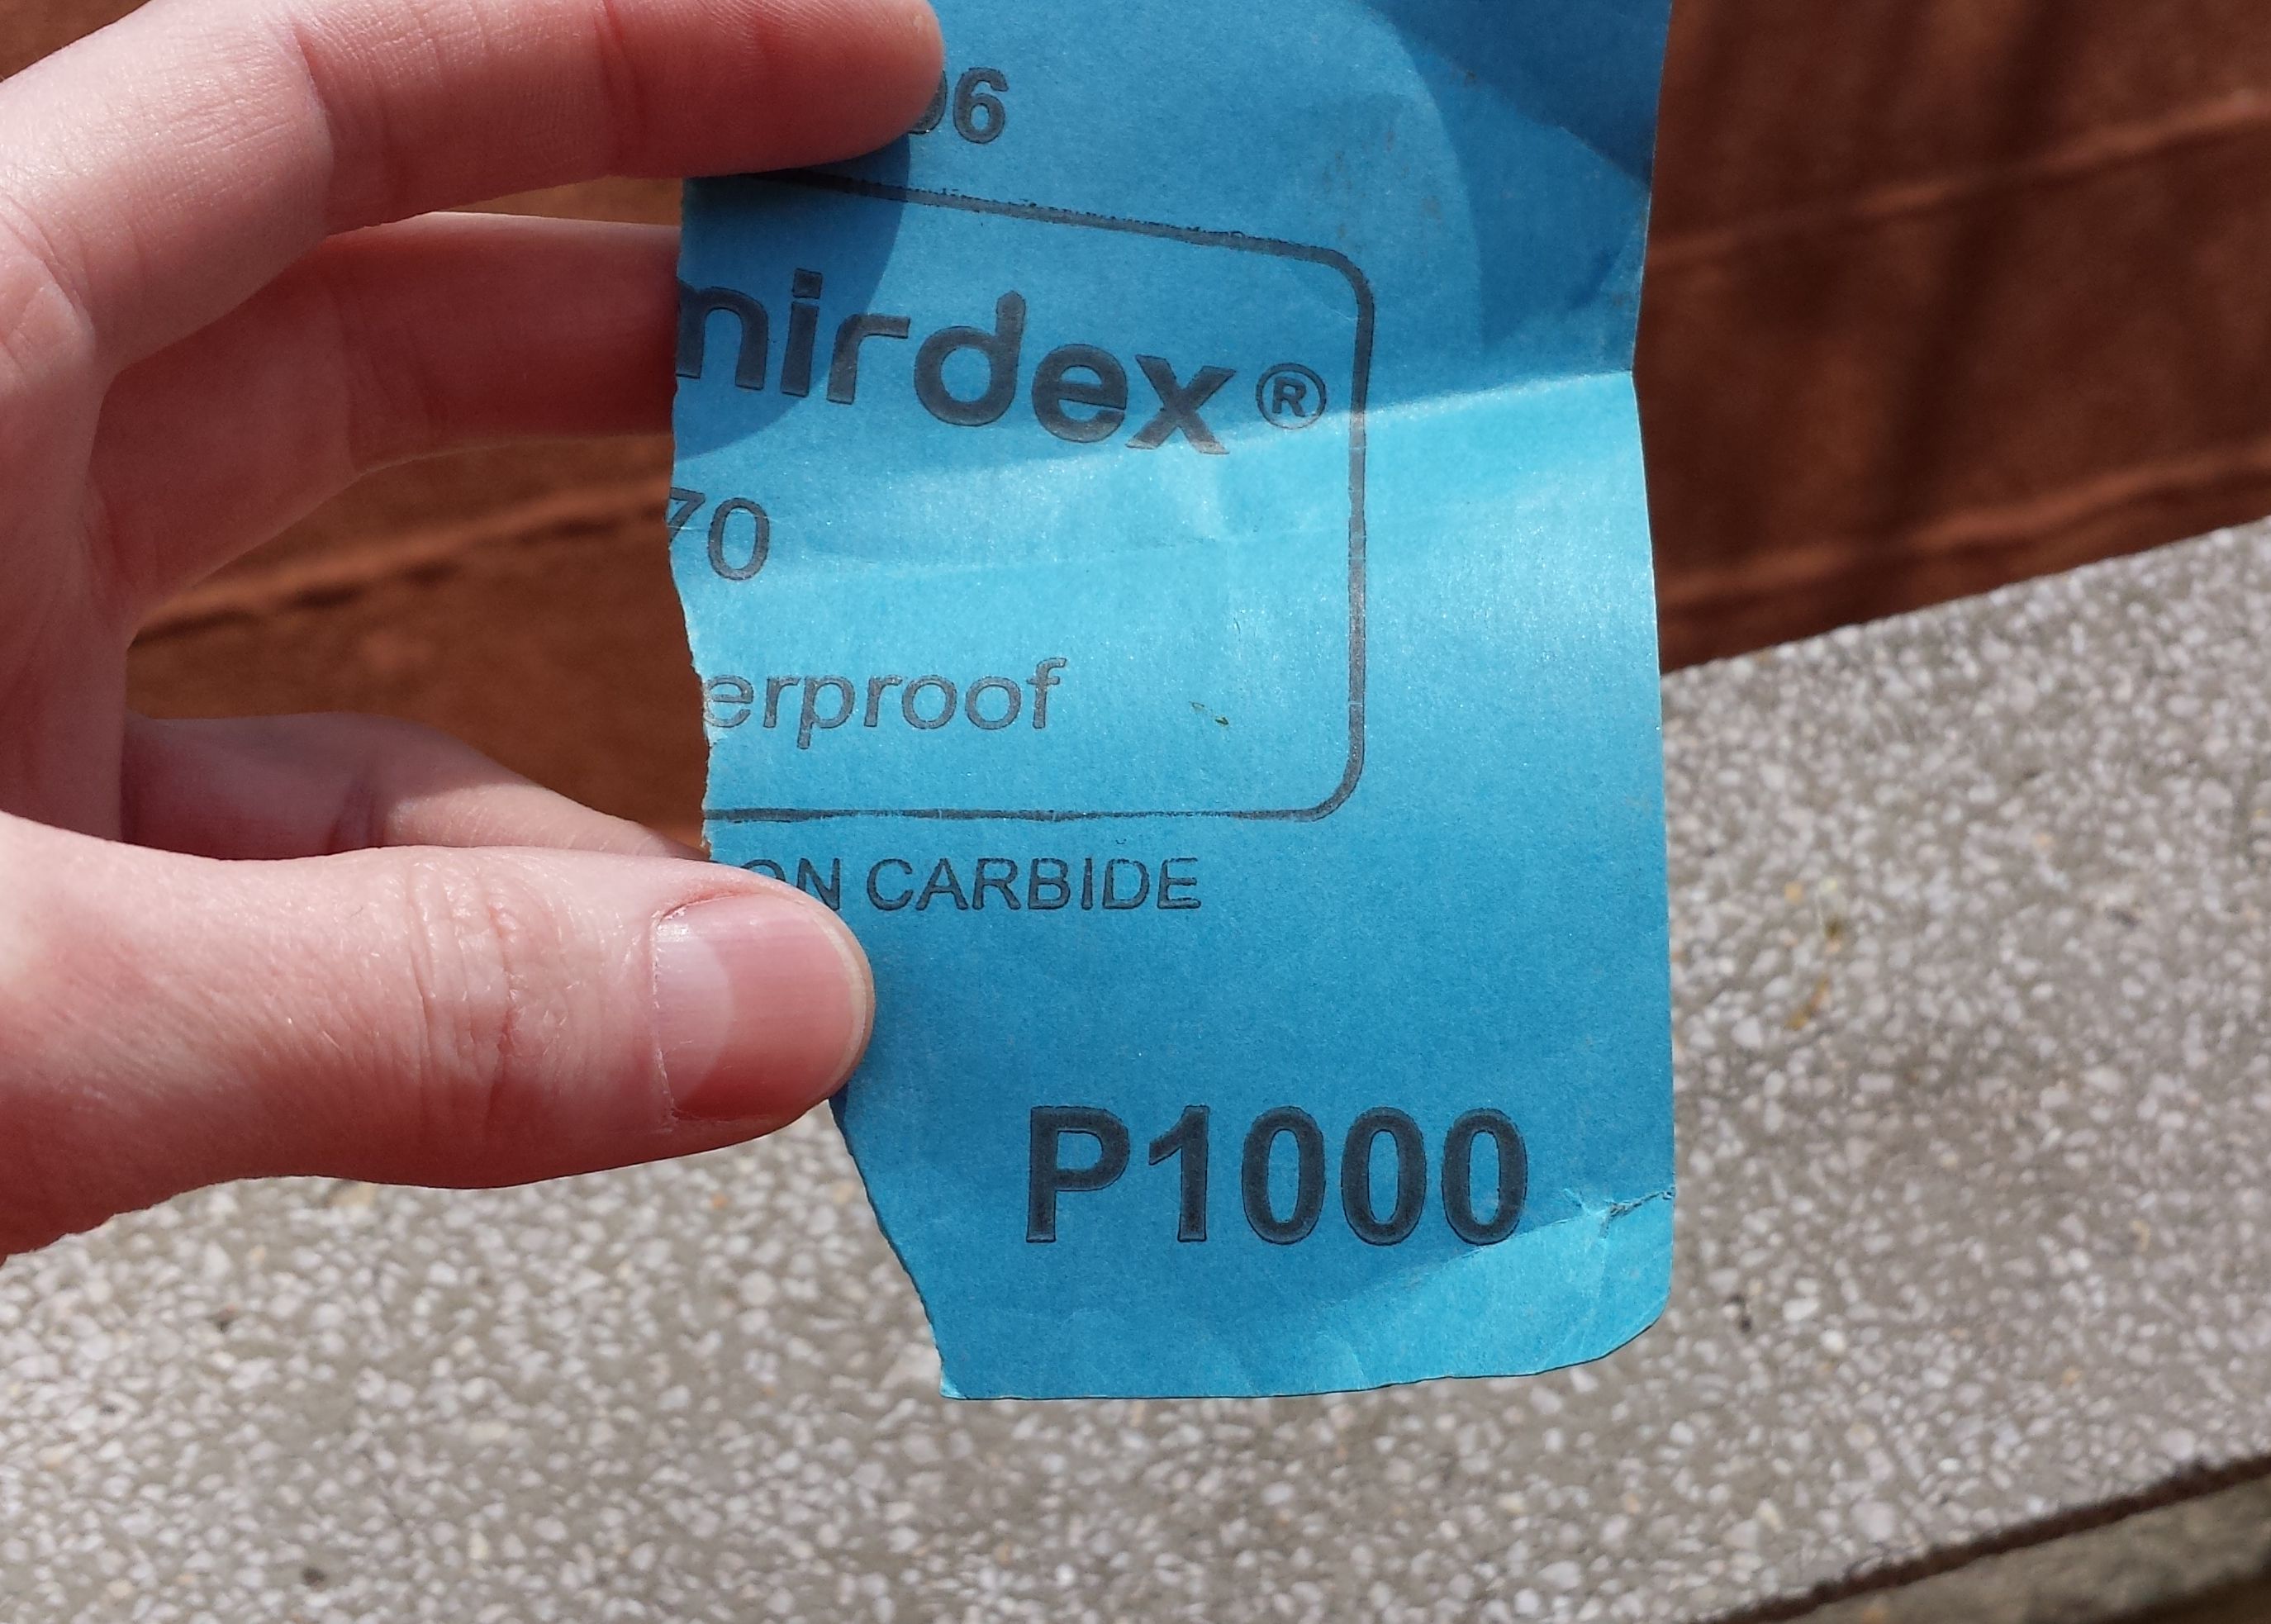 06
mirdex®
70
erproof
ON CARBIDE
P1000